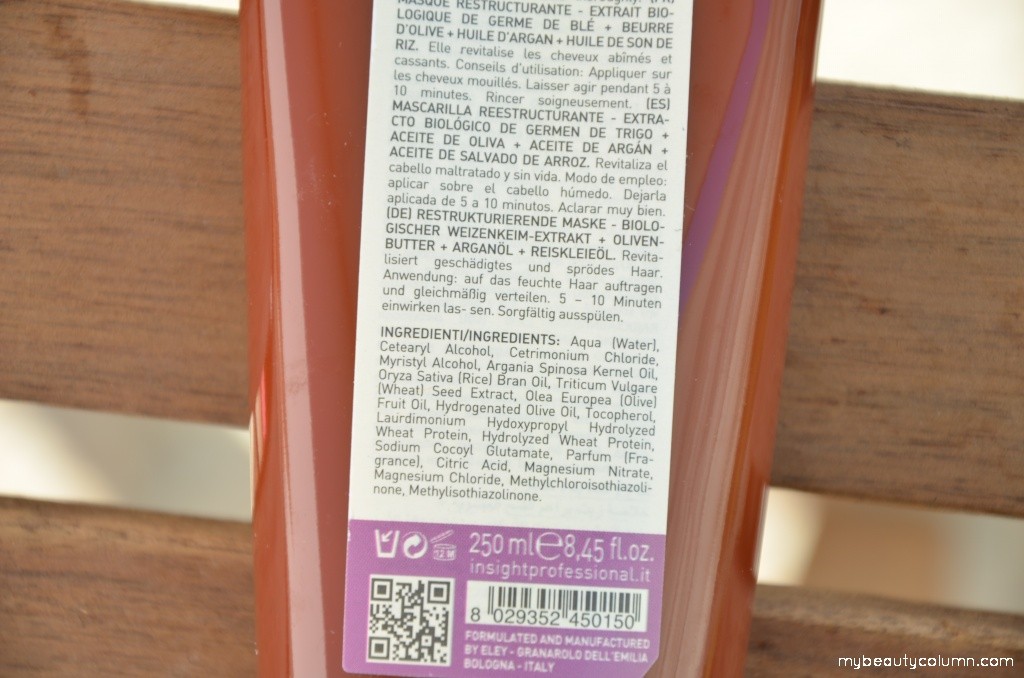 MASQUE RESTRUCTURANTE - EXTRAIT BIO-
LOGIQUE DE GERME DE BLÉ + BEURRE
D'OLIVE + HUILE D'ARGAN + HUILE DE SON DE
RIZ. Elle revitalise les cheveux abîmés et
cassants. Conseils d'utilisation: Appliquer sur
les cheveux mouillés. Laisser agir pendant 5 à
10 minutes. Rincer soigneusement. (ES)
MASCARILLA REESTRUCTURANTE - EXTRA-
CTO BIOLÓGICO DE GERMEN DE TRIGO +
ACEITE DE OLIVA + ACEITE DE ARGÁN +
ACEITE DE SALVADO DE ARROZ. Revitaliza el
cabello maltratado y sin vida. Modo de empleo:
aplicar sobre el cabello húmedo. Dejarla
aplicada de 5 a 10 minutos. Aclarar muy bien.
(DE) RESTRUKTURIERENDE MASKE - BIOLO-
GISCHER WEIZENKEIM-EXTRAKT + OLIVEN-
BUTTER + ARGANÖL + REISKLEIEÖL. Revita-
lisiert geschädigtes und sprödes Haar.
Anwendung: auf das feuchte Haar auftragen
und gleichmäßig verteilen. 5 – 10 Minuten
einwirken las- sen. Sorgfältig ausspülen.
INGREDIENTI/INGREDIENTS: Aqua (Water),
Cetearyl Alcohol, Cetrimonium Chloride,
Myristyl Alcohol, Argania Spinosa Kernel Oil,
Oryza Sativa (Rice) Bran Oil, Triticum Vulgare
(Wheat) Seed Extract, Olea Europea (Olive)
Fruit Oil, Hydrogenated Olive Oil, Tocopherol,
Laurdimonium Hydoxypropyl Hydrolyzed
Wheat Protein, Hydrolyzed Wheat Protein,
Sodium Cocoyl Glutamate, Parfum (Fra-
grance), Citric Acid, Magnesium Nitrate,
Magnesium Chloride, Methylchloroisothiazoli-
none, Methylisothiazolinone.
12 M
250 ml e 8,45 fl.oz.
insightprofessional.it
8 029352 450150
FORMULATED AND MANUFACTURED
BY ELEY - GRANAROLO DELL'EMILIA
BOLOGNA - ITALY
mybeautycolumn.com